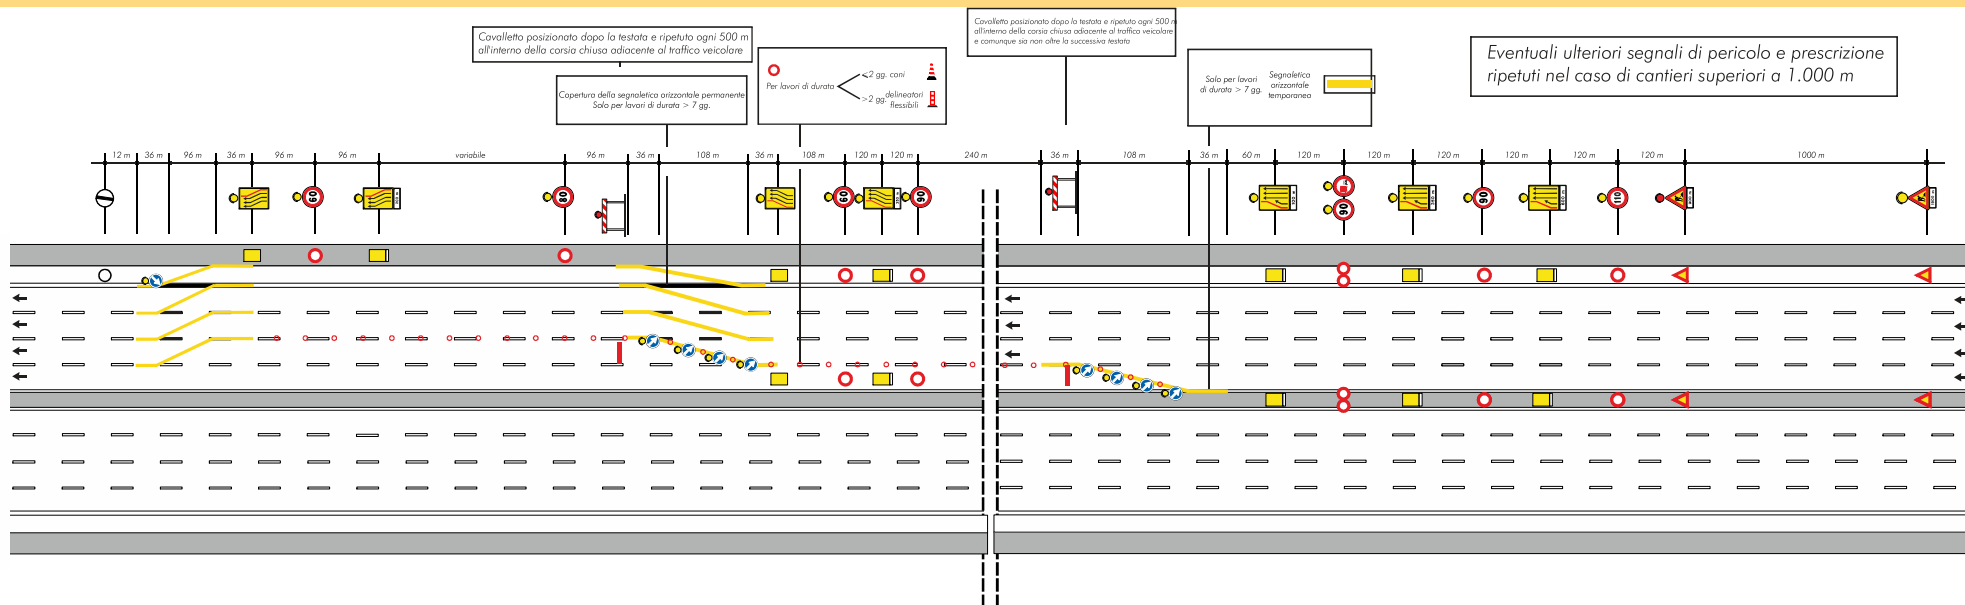 Cavalletto posizionato dopo la testata e ripetuto ogni 500 m
all'interno della corsia chiusa adiacente al traffico veicolare
Copertura della segnaletica orizzontale permanente
Solo per lavori di durata > 7 gg.
Per lavori di durata
<2 gg. coni
>2 gg. delineatori
flessibili
Cavalletto posizionato dopo la testata e ripetuto ogni 500 m
all'interno della corsia chiusa adiacente al traffico veicolare
e comunque sia non oltre la successiva testata
Solo per lavori
di durata > 7 gg.
Segnaletica
orizzontale
temporanea
Eventuali ulteriori segnali di pericolo e prescrizione
ripetuti nel caso di cantieri superiori a 1.000 m
12 m 36 m 96 m 36 m 96 m 96 m variabile 96 m 36 m 108 m 36 m 108 m 120 m 120 m 240 m 36 m 108 m 36 m 60 m 120 m 120 m 120 m 120 m 120 m 120 m 1000 m
60 80 60 90 90 90 110